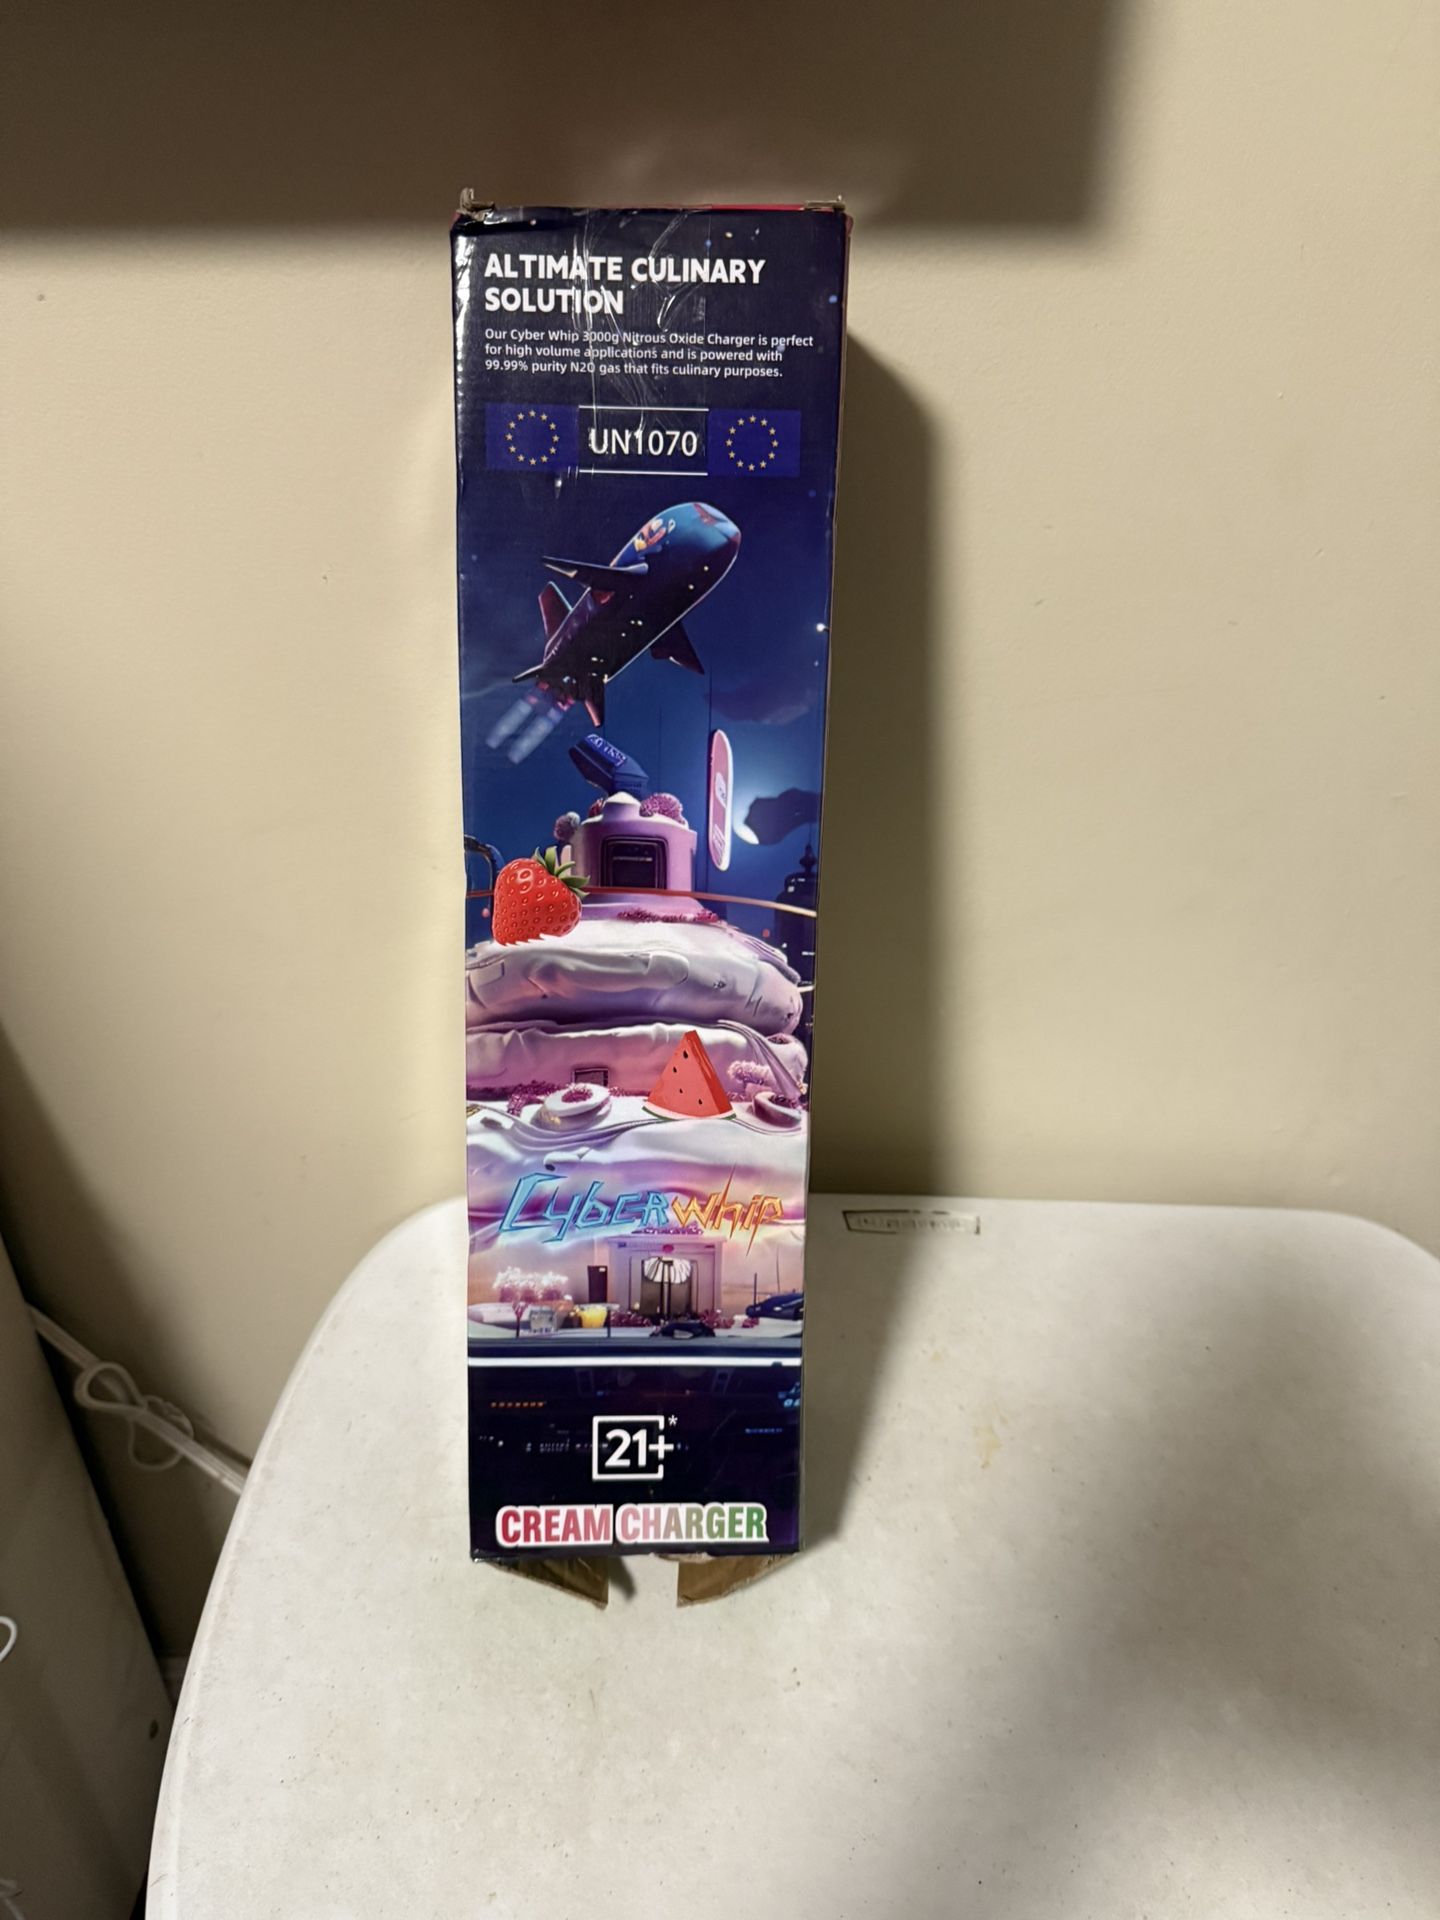 ALTIMATE CULINARY
SOLUTION
Our Cyber Whip 3000g Nitrous Oxide Charger is perfect
for high volume applications and is powered with
99.99% purity N2O gas that fits culinary purposes.
UN1070
Cyberwhip
21+*
CREAM CHARGER